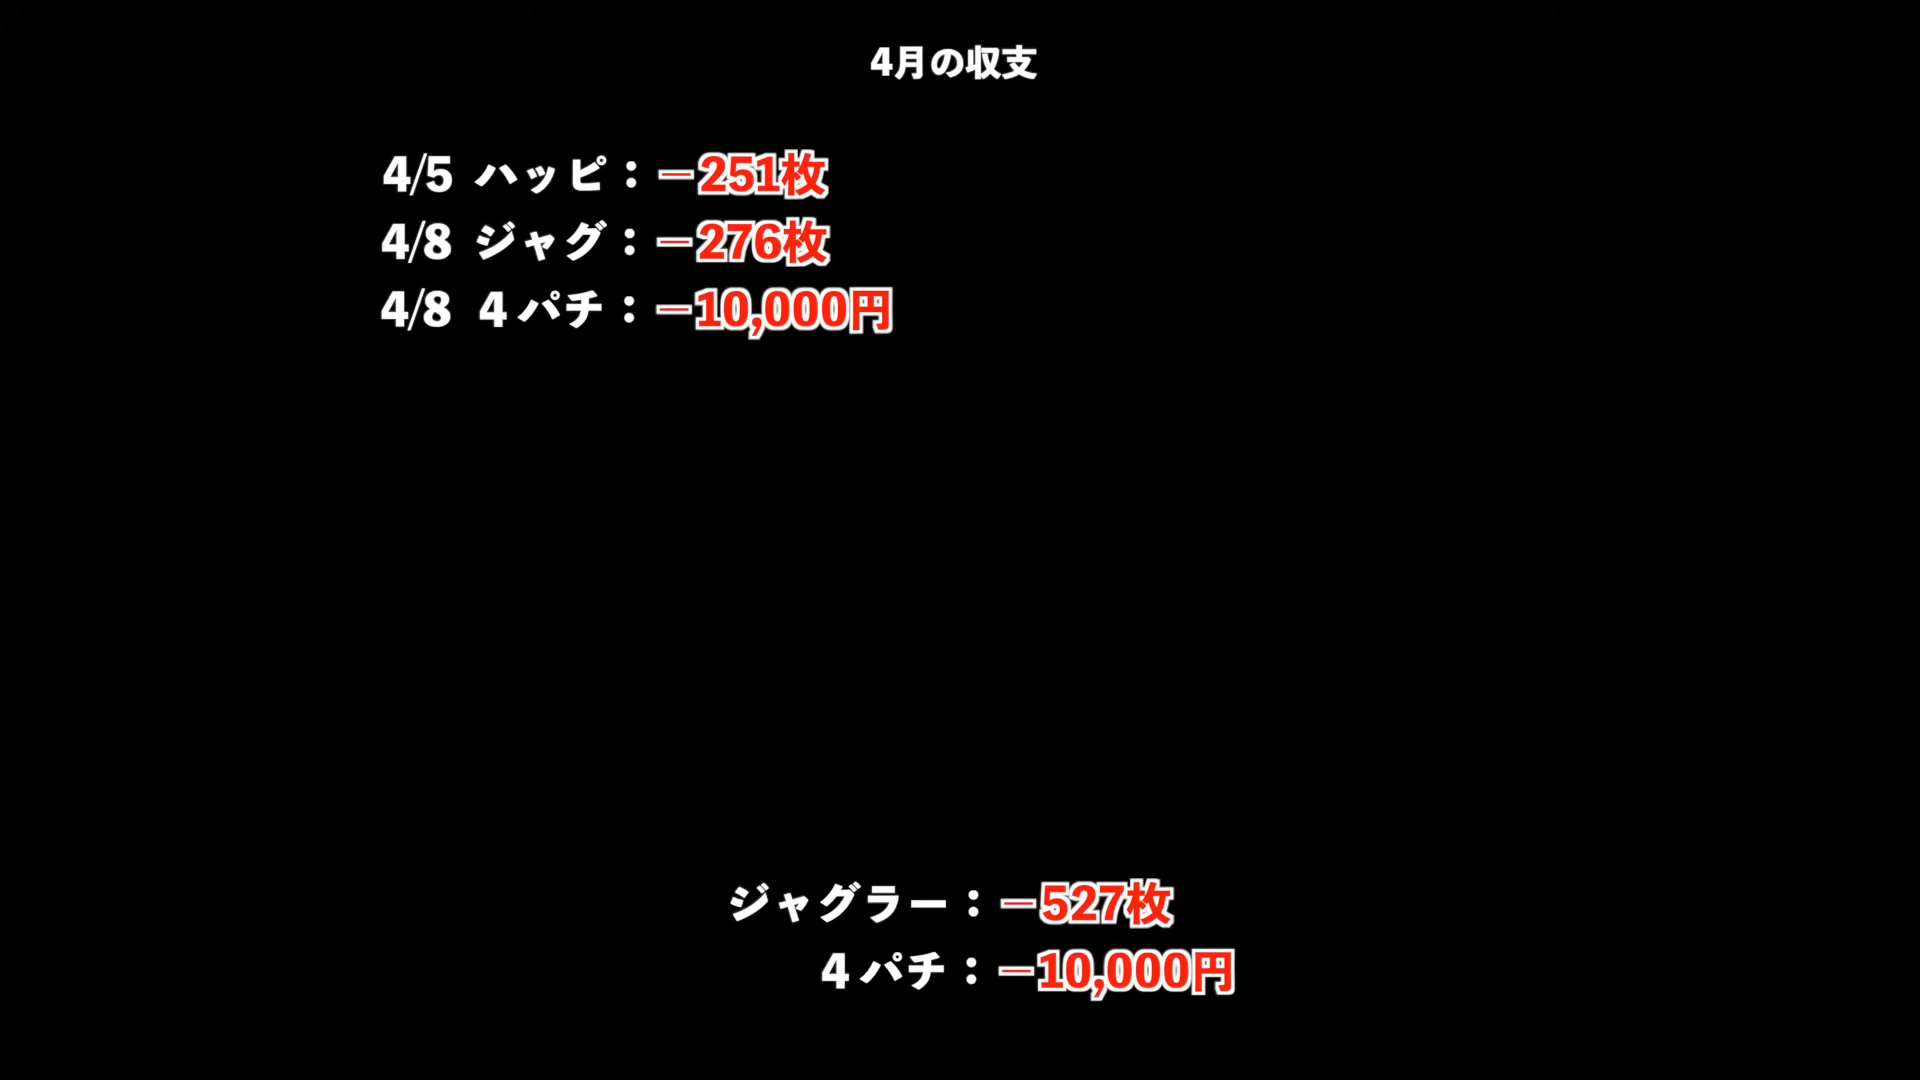 4月の収支
4/5 ハッピ：－251枚
4/8 ジャグ：－276枚
4/8 4パチ：－10,000円
ジャグラー：－527枚
4パチ：－10,000円